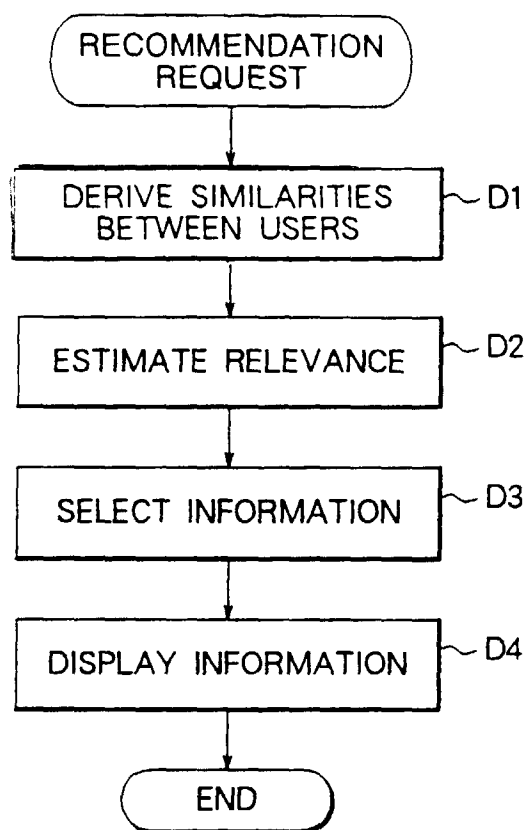 RECOMMENDATION
REQUEST
DERIVE SIMILARITIES
BETWEEN USERS
D1
ESTIMATE RELEVANCE
D2
SELECT INFORMATION
D3
DISPLAY INFORMATION
D4
END